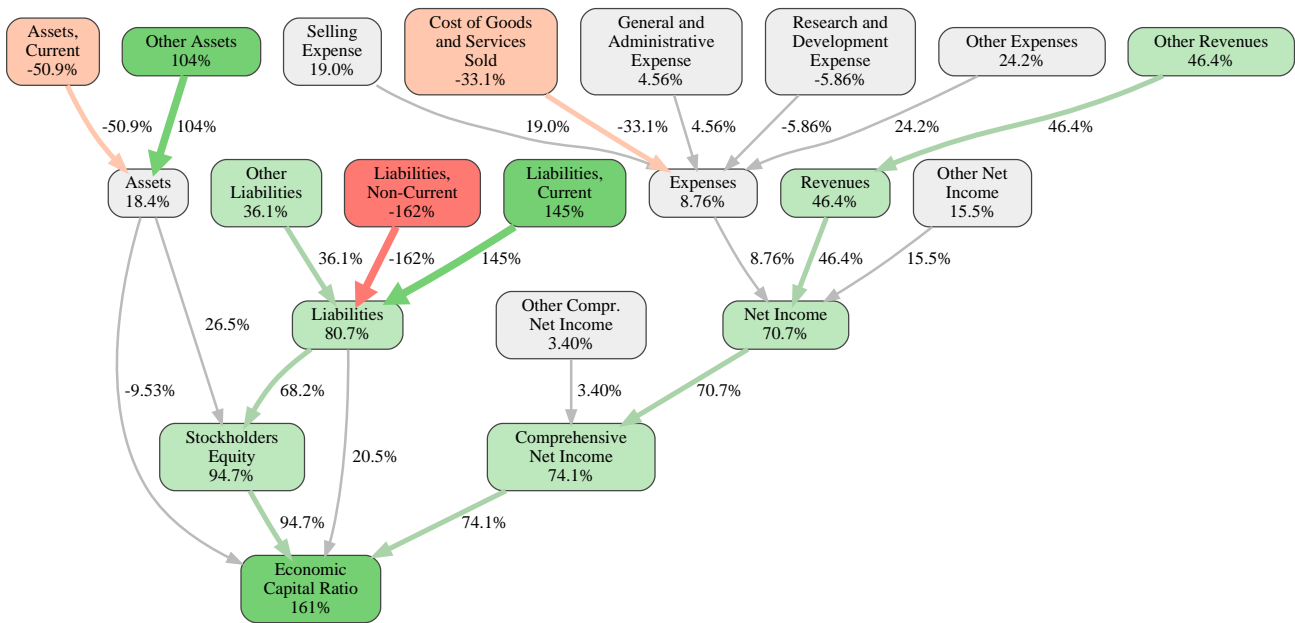 Assets,
Current
-50.9%
Other Assets
104%
Selling
Expense
19.0%
Cost of Goods
and Services
Sold
-33.1%
General and
Administrative
Expense
4.56%
Research and
Development
Expense
-5.86%
Other Expenses
24.2%
Other Revenues
46.4%
-50.9%
104%
19.0%
-33.1%
4.56%
-5.86%
24.2%
46.4%
Assets
18.4%
Other
Liabilities
36.1%
Liabilities,
Non-Current
-162%
Liabilities,
Current
145%
Expenses
8.76%
Revenues
46.4%
Other Net
Income
15.5%
36.1%
-162%
145%
8.76%
46.4%
15.5%
26.5%
Liabilities
80.7%
Other Compr.
Net Income
3.40%
Net Income
70.7%
-9.53%
68.2%
3.40%
70.7%
Stockholders
Equity
94.7%
20.5%
Comprehensive
Net Income
74.1%
94.7%
74.1%
Economic
Capital Ratio
161%